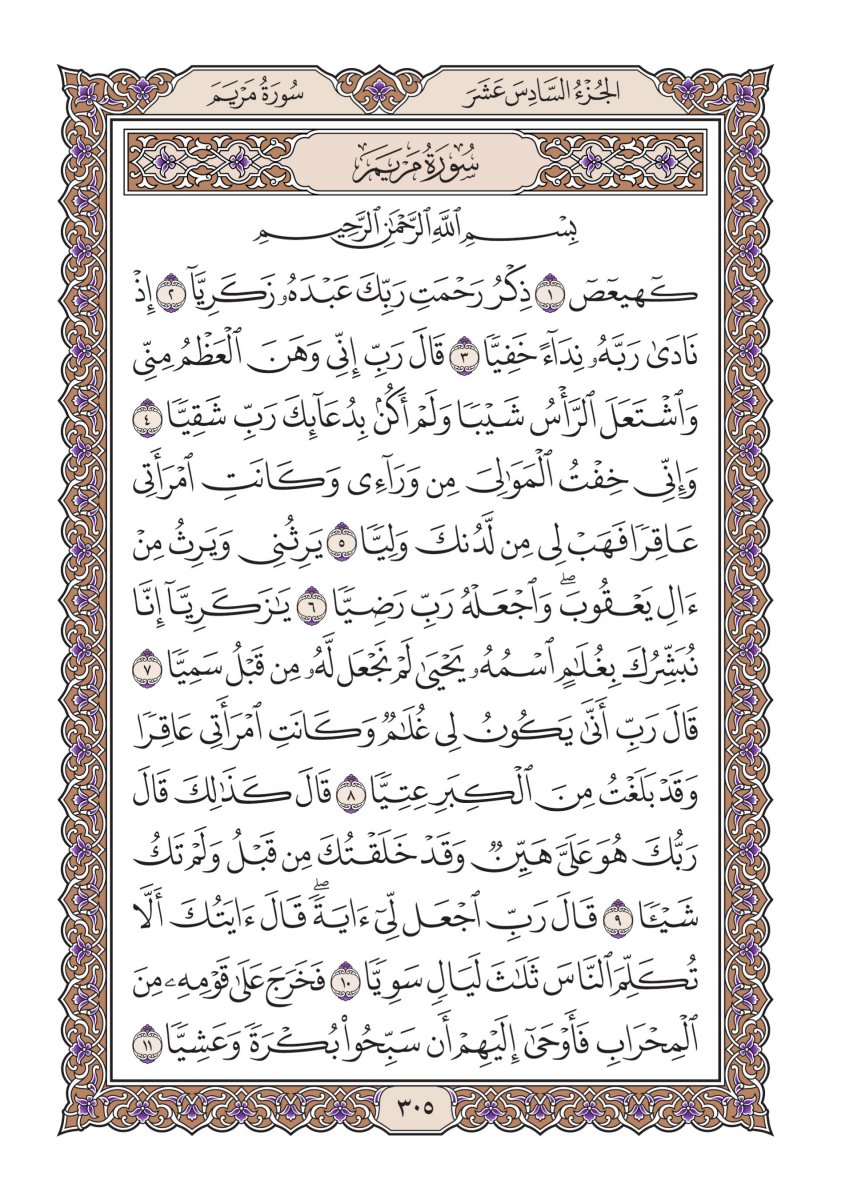 الجُزْءُ السَّادِسَ عَشَرَ
سُورَةُ مَرْيَمَ
سُورَةُ مَرْيَمَ
بِسْمِ ٱللَّهِ ٱلرَّحْمَٰنِ ٱلرَّحِيمِ
كٓهيعٓصٓ ١ ذِكْرُ رَحْمَتِ رَبِّكَ عَبْدَهُۥ زَكَرِيَّآ ٢ إِذْ
نَادَىٰ رَبَّهُۥ نِدَآءً خَفِيّٗا ٣ قَالَ رَبِّ إِنِّي وَهَنَ ٱلْعَظْمُ مِنِّي
وَٱشْتَعَلَ ٱلرَّأْسُ شَيْبٗا وَلَمْ أَكُنۢ بِدُعَآئِكَ رَبِّ شَقِيّٗا ٤
وَإِنِّي خِفْتُ ٱلْمَوَٰلِيَ مِن وَرَآءِي وَكَانَتِ ٱمْرَأَتِي
عَاقِرٗا فَهَبْ لِي مِن لَّدُنكَ وَلِيّٗا ٥ يَرِثُنِي وَيَرِثُ مِنْ
ءَالِ يَعْقُوبَۖ وَٱجْعَلْهُ رَبِّ رَضِيّٗا ٦ يَٰزَكَرِيَّآ إِنَّا
نُبَشِّرُكَ بِغُلَٰمٍ ٱسْمُهُۥ يَحْيَىٰ لَمْ نَجْعَل لَّهُۥ مِن قَبْلُ سَمِيّٗا ٧
قَالَ رَبِّ أَنَّىٰ يَكُونُ لِي غُلَٰمٞ وَكَانَتِ ٱمْرَأَتِي عَاقِرٗا
وَقَدْ بَلَغْتُ مِنَ ٱلْكِبَرِ عِتِيّٗا ٨ قَالَ كَذَٰلِكَ قَالَ
رَبُّكَ هُوَ عَلَيَّ هَيِّنٞ وَقَدْ خَلَقْتُكَ مِن قَبْلُ وَلَمْ تَكُ
شَيْـٔٗا ٩ قَالَ رَبِّ ٱجْعَل لِّيٓ ءَايَةٗۖ قَالَ ءَايَتُكَ أَلَّا
تُكَلِّمَ ٱلنَّاسَ ثَلَٰثَ لَيَالٖ سَوِيّٗا ١٠ فَخَرَجَ عَلَىٰ قَوْمِهِۦ مِنَ
ٱلْمِحْرَابِ فَأَوْحَىٰٓ إِلَيْهِمْ أَن سَبِّحُوا۟ بُكْرَةٗ وَعَشِيّٗا ١١
٣٠٥